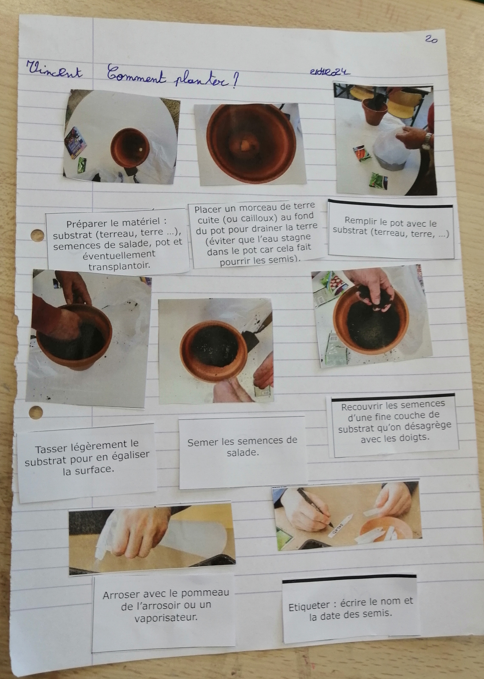 20
Vincent Comment planter ?
Préparer le matériel :
substrat (terreau, terre ...),
semences de salade, pot et
éventuellement
transplantoir.
Placer un morceau de terre
cuite (ou cailloux) au fond
du pot pour drainer la terre
(éviter que l'eau stagne
dans le pot car cela fait
pourrir les semis).
Remplir le pot avec le
substrat (terreau, terre, ...)
Tasser légèrement le
substrat pour en égaliser
la surface.
Semer les semences de
salade.
Recouvrir les semences
d'une fine couche de
substrat qu'on désagrège
avec les doigts.
Arroser avec le pommeau
de l'arrosoir ou un
vaporisateur.
Etiqueter : écrire le nom et
la date des semis.